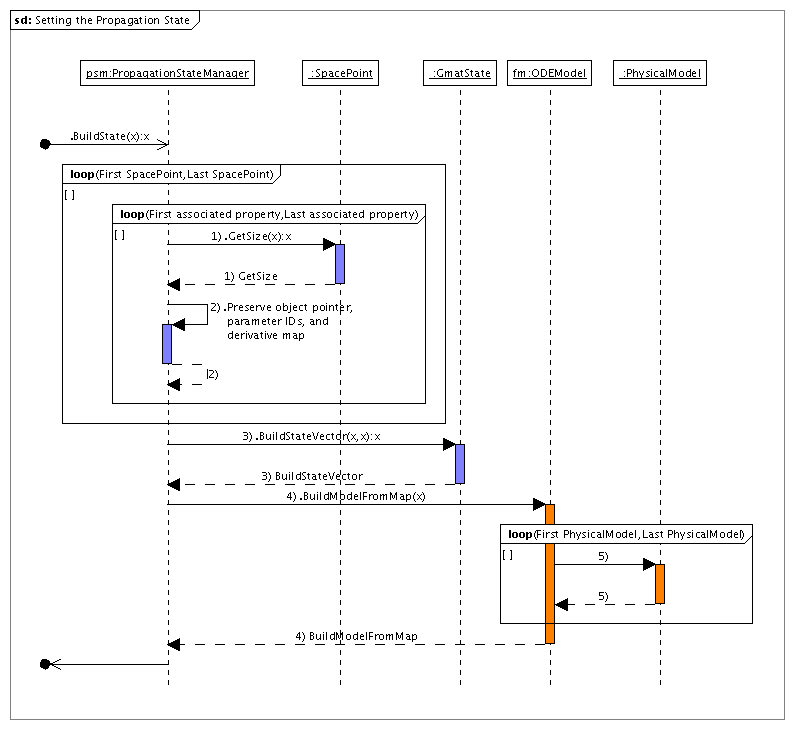 sd: Setting the Propagation State
psm:PropagationStateManager
:SpacePoint
:GmatState
fm:ODEModel
:PhysicalModel
.BuildState(x):x
loop(First SpacePoint,Last SpacePoint)
[ ]
loop(First associated property,Last associated property)
[ ]
1) .GetSize(x):x
1) GetSize
2) .Preserve object pointer,
parameter IDs, and
derivative map
2)
3) .BuildStateVector(x,x):x
3) BuildStateVector
4) .BuildModelFromMap(x)
loop(First PhysicalModel,Last PhysicalModel)
[ ]
5)
5)
4) BuildModelFromMap